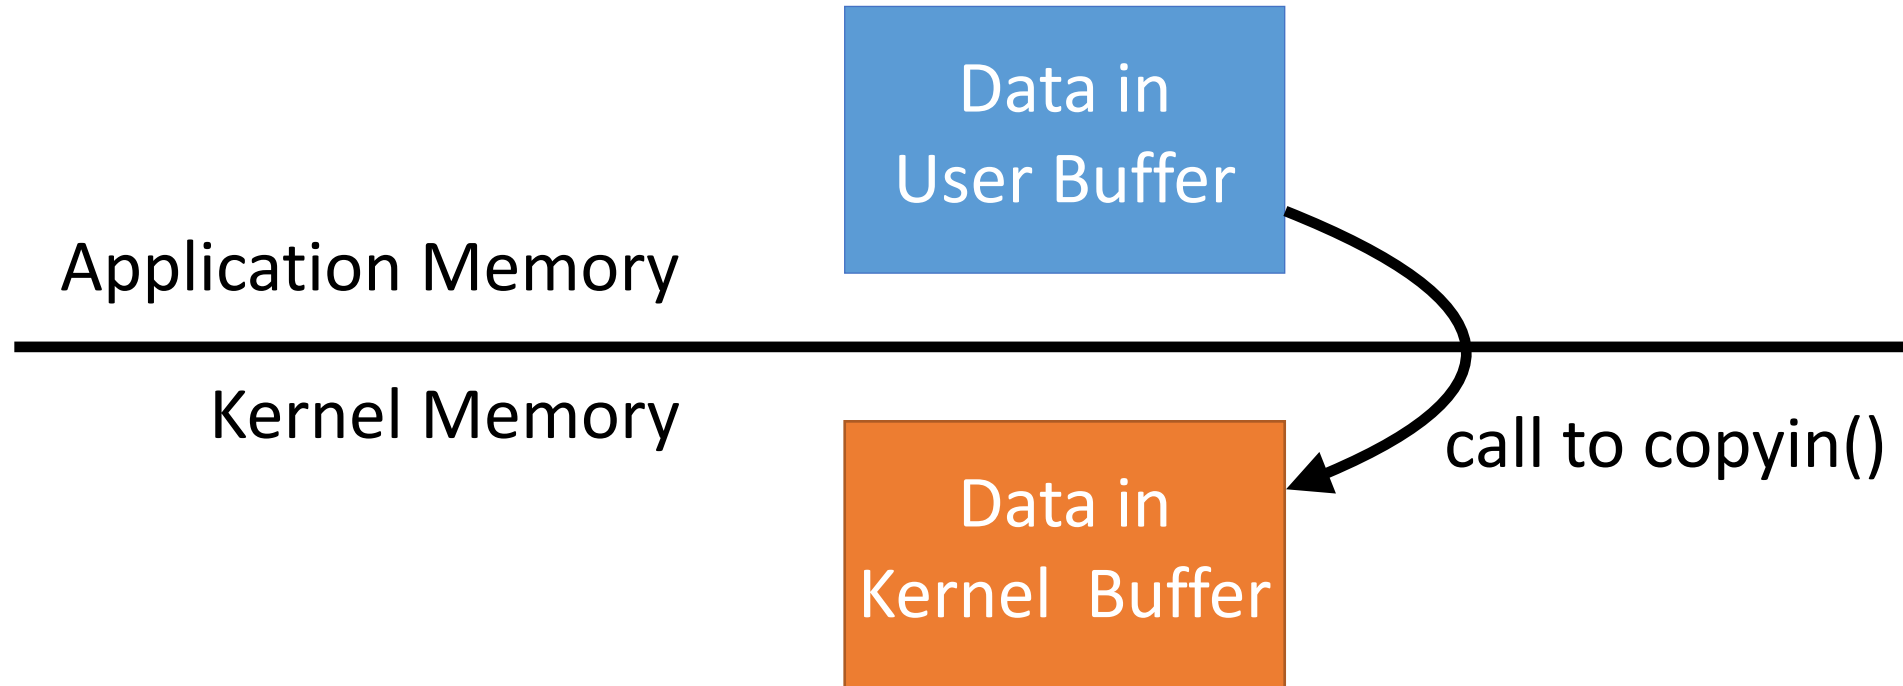 Data in
User Buffer
Application Memory
Kernel Memory
call to copyin()
Data in
Kernel  Buffer